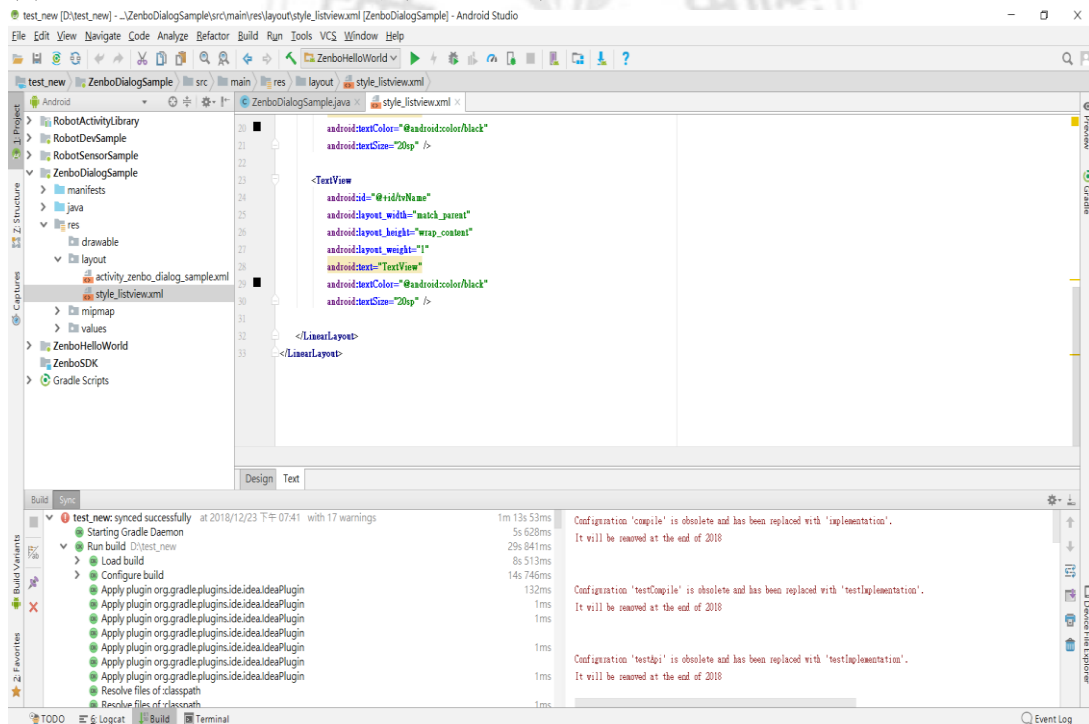 test_new [D:\test_new] - ...\ZenboDialogSample\src\main\res\layout\style_listview.xml [ZenboDialogSample] - Android Studio
File Edit View Navigate Code Analyze Refactor Build Run Tools VCS Window Help
ZenboHelloWorld
test_new ZenboDialogSample src main res layout style_listview.xml
Android
ZenboDialogSample.java style_listview.xml
1: Project
Z: Structure
Captures
Build Variants
2: Favorites
Preview
Gradle
Device File Explorer
RobotActivityLibrary
RobotDevSample
RobotSensorSample
ZenboDialogSample
manifests
java
res
drawable
layout
activity_zenbo_dialog_sample.xml
style_listview.xml
mipmap
values
ZenboHelloWorld
ZenboSDK
Gradle Scripts
20 android:textColor="@android:color/black"
21 android:textSize="20sp" />
22
23 <TextView
24 android:id="@+id/tvName"
25 android:layout_width="match_parent"
26 android:layout_height="wrap_content"
27 android:layout_weight="1"
28 android:text="TextView"
29 android:textColor="@android:color/black"
30 android:textSize="20sp" />
31
32 </LinearLayout>
33 </LinearLayout>
Design Text
Build Sync
test_new: synced successfully at 2018/12/23 下午 07:41 with 17 warnings 1m 13s 53ms
Starting Gradle Daemon 5s 628ms
Run build D:\test_new 29s 841ms
Load build 8s 513ms
Configure build 14s 746ms
Apply plugin org.gradle.plugins.ide.idea.IdeaPlugin 132ms
Apply plugin org.gradle.plugins.ide.idea.IdeaPlugin 1ms
Apply plugin org.gradle.plugins.ide.idea.IdeaPlugin 1ms
Apply plugin org.gradle.plugins.ide.idea.IdeaPlugin
Apply plugin org.gradle.plugins.ide.idea.IdeaPlugin 1ms
Apply plugin org.gradle.plugins.ide.idea.IdeaPlugin
Apply plugin org.gradle.plugins.ide.idea.IdeaPlugin 1ms
Resolve files of :classpath
Resolve files of :classpath 1ms
Configuration 'compile' is obsolete and has been replaced with 'implementation'.
It will be removed at the end of 2018
Configuration 'testCompile' is obsolete and has been replaced with 'testImplementation'.
It will be removed at the end of 2018
Configuration 'testApi' is obsolete and has been replaced with 'testImplementation'.
It will be removed at the end of 2018
TODO 6: Logcat Build Terminal
Event Log